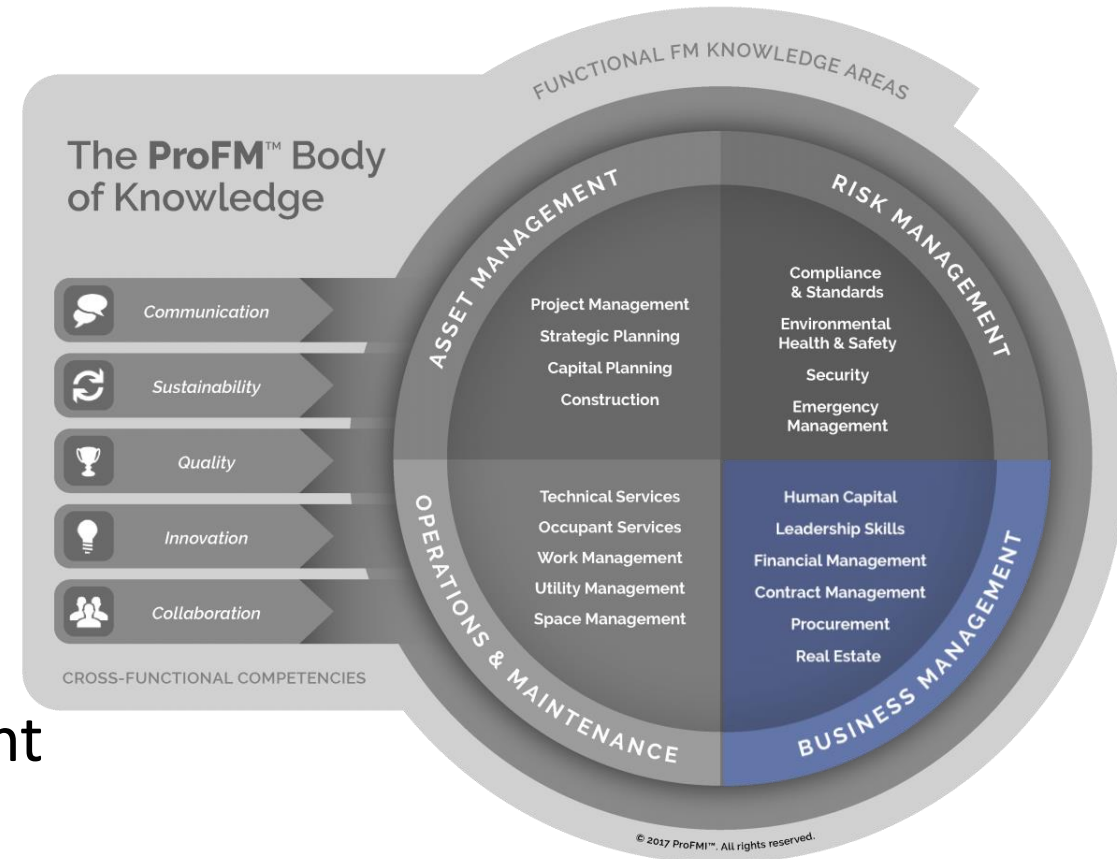 FUNCTIONAL FM KNOWLEDGE AREAS
The ProFM™ Body
of Knowledge
Communication
Sustainability
Quality
Innovation
Collaboration
CROSS-FUNCTIONAL COMPETENCIES
ASSET MANAGEMENT
Project Management
Strategic Planning
Capital Planning
Construction
RISK MANAGEMENT
Compliance
& Standards
Environmental
Health & Safety
Security
Emergency
Management
OPERATIONS & MAINTENANCE
Technical Services
Occupant Services
Work Management
Utility Management
Space Management
BUSINESS MANAGEMENT
Human Capital
Leadership Skills
Financial Management
Contract Management
Procurement
Real Estate
nt
© 2017 ProFMI™. All rights reserved.